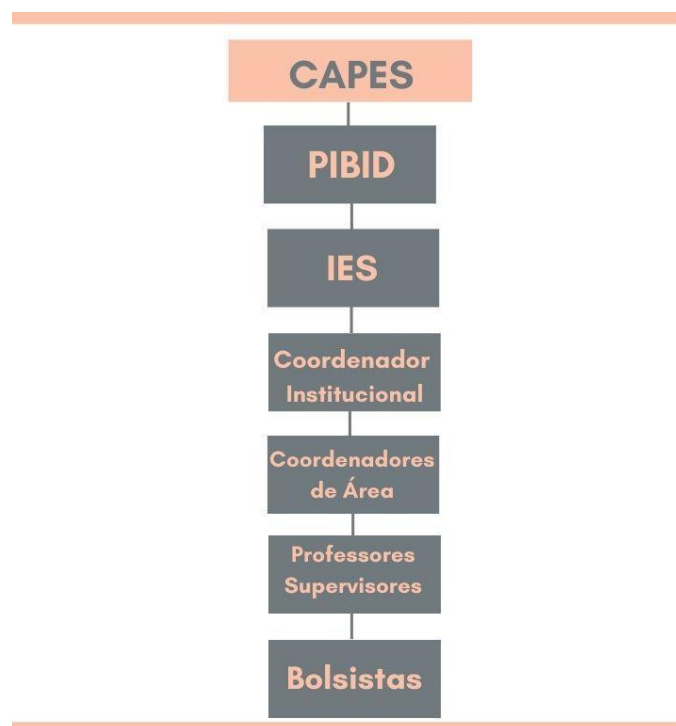 CAPES
PIBID
IES
Coordenador
Institucional
Coordenadores
de Área
Professores
Supervisores
Bolsistas